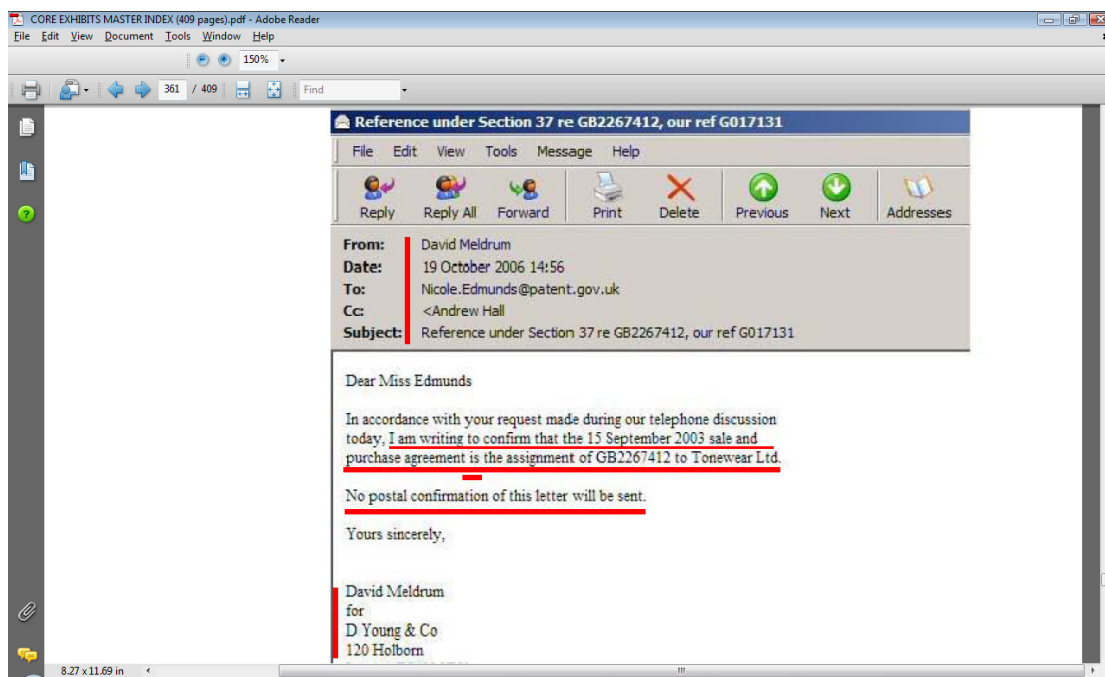 CORE EXHIBITS MASTER INDEX (409 pages).pdf - Adobe Reader
File Edit View Document Tools Window Help
150%
361 / 409 Find
Reference under Section 37 re GB2267412, our ref G017131
File Edit View Tools Message Help
Reply Reply All Forward Print Delete Previous Next Addresses
From: David Meldrum
Date: 19 October 2006 14:56
To: Nicole.Edmunds@patent.gov.uk
Cc: <Andrew Hall
Subject: Reference under Section 37 re GB2267412, our ref G017131
Dear Miss Edmunds
In accordance with your request made during our telephone discussion
today, I am writing to confirm that the 15 September 2003 sale and
purchase agreement is the assignment of GB2267412 to Tonewear Ltd.
No postal confirmation of this letter will be sent.
Yours sincerely,
David Meldrum
for
D Young & Co
120 Holborn
8.27 x 11.69 in